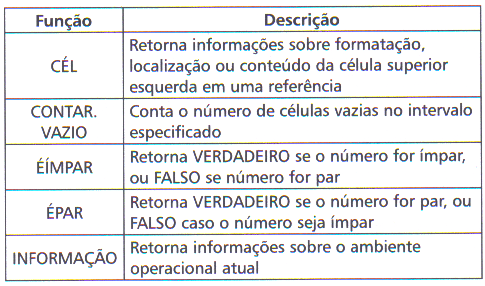 Função Descrição
CÉL
Retorna informações sobre formatação,
localização ou conteúdo da célula superior
esquerda em uma referência
CONTAR.
VAZIO
Conta o número de células vazias no intervalo
especificado
ÉÍMPAR
Retorna VERDADEIRO se o número for ímpar,
ou FALSO se número for par
ÉPAR
Retorna VERDADEIRO se o número for par, ou
FALSO caso o número seja ímpar
INFORMAÇÃO
Retorna informações sobre o ambiente
operacional atual